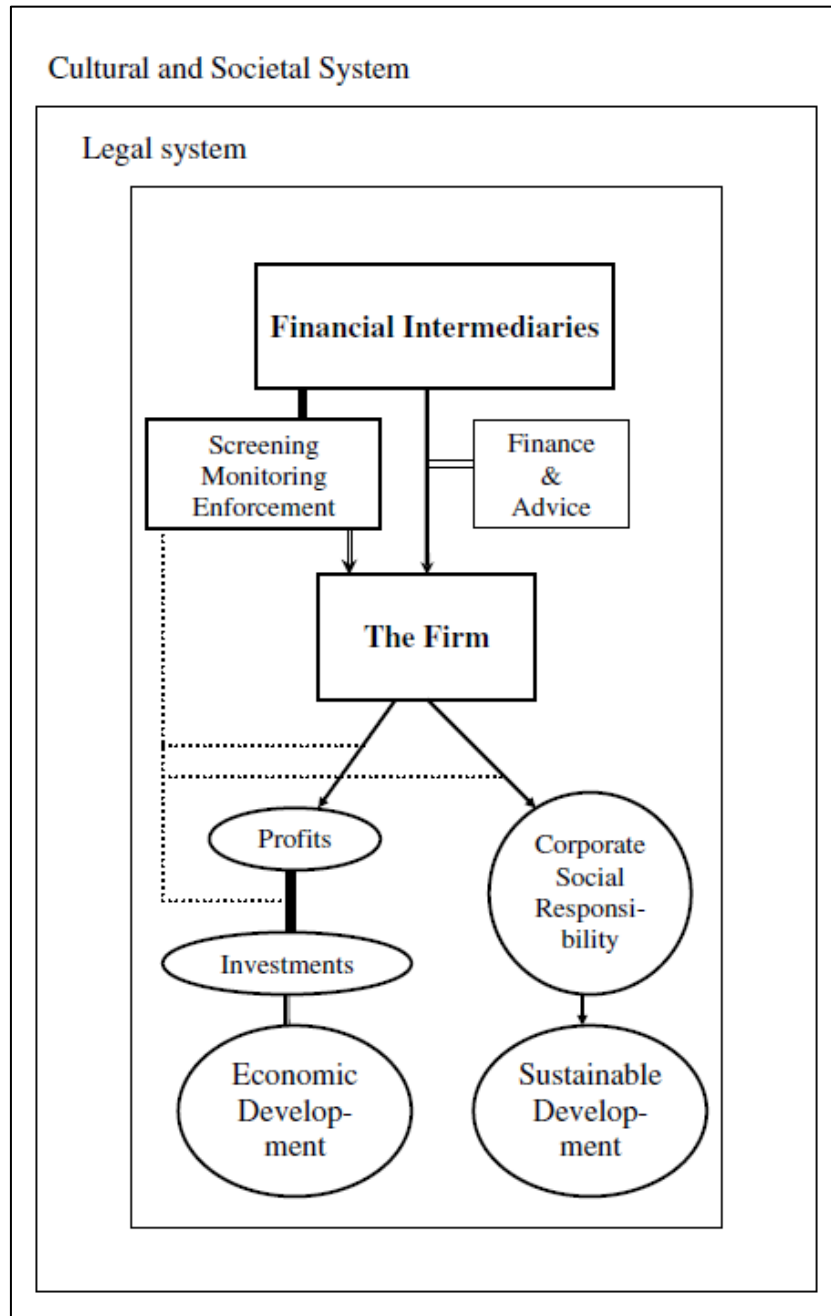 Cultural and Societal System
Legal system
Financial Intermediaries
Screening
Monitoring
Enforcement
Finance
&
Advice
The Firm
Profits
Corporate
Social
Responsi-
bility
Investments
Economic
Develop-
ment
Sustainable
Develop-
ment